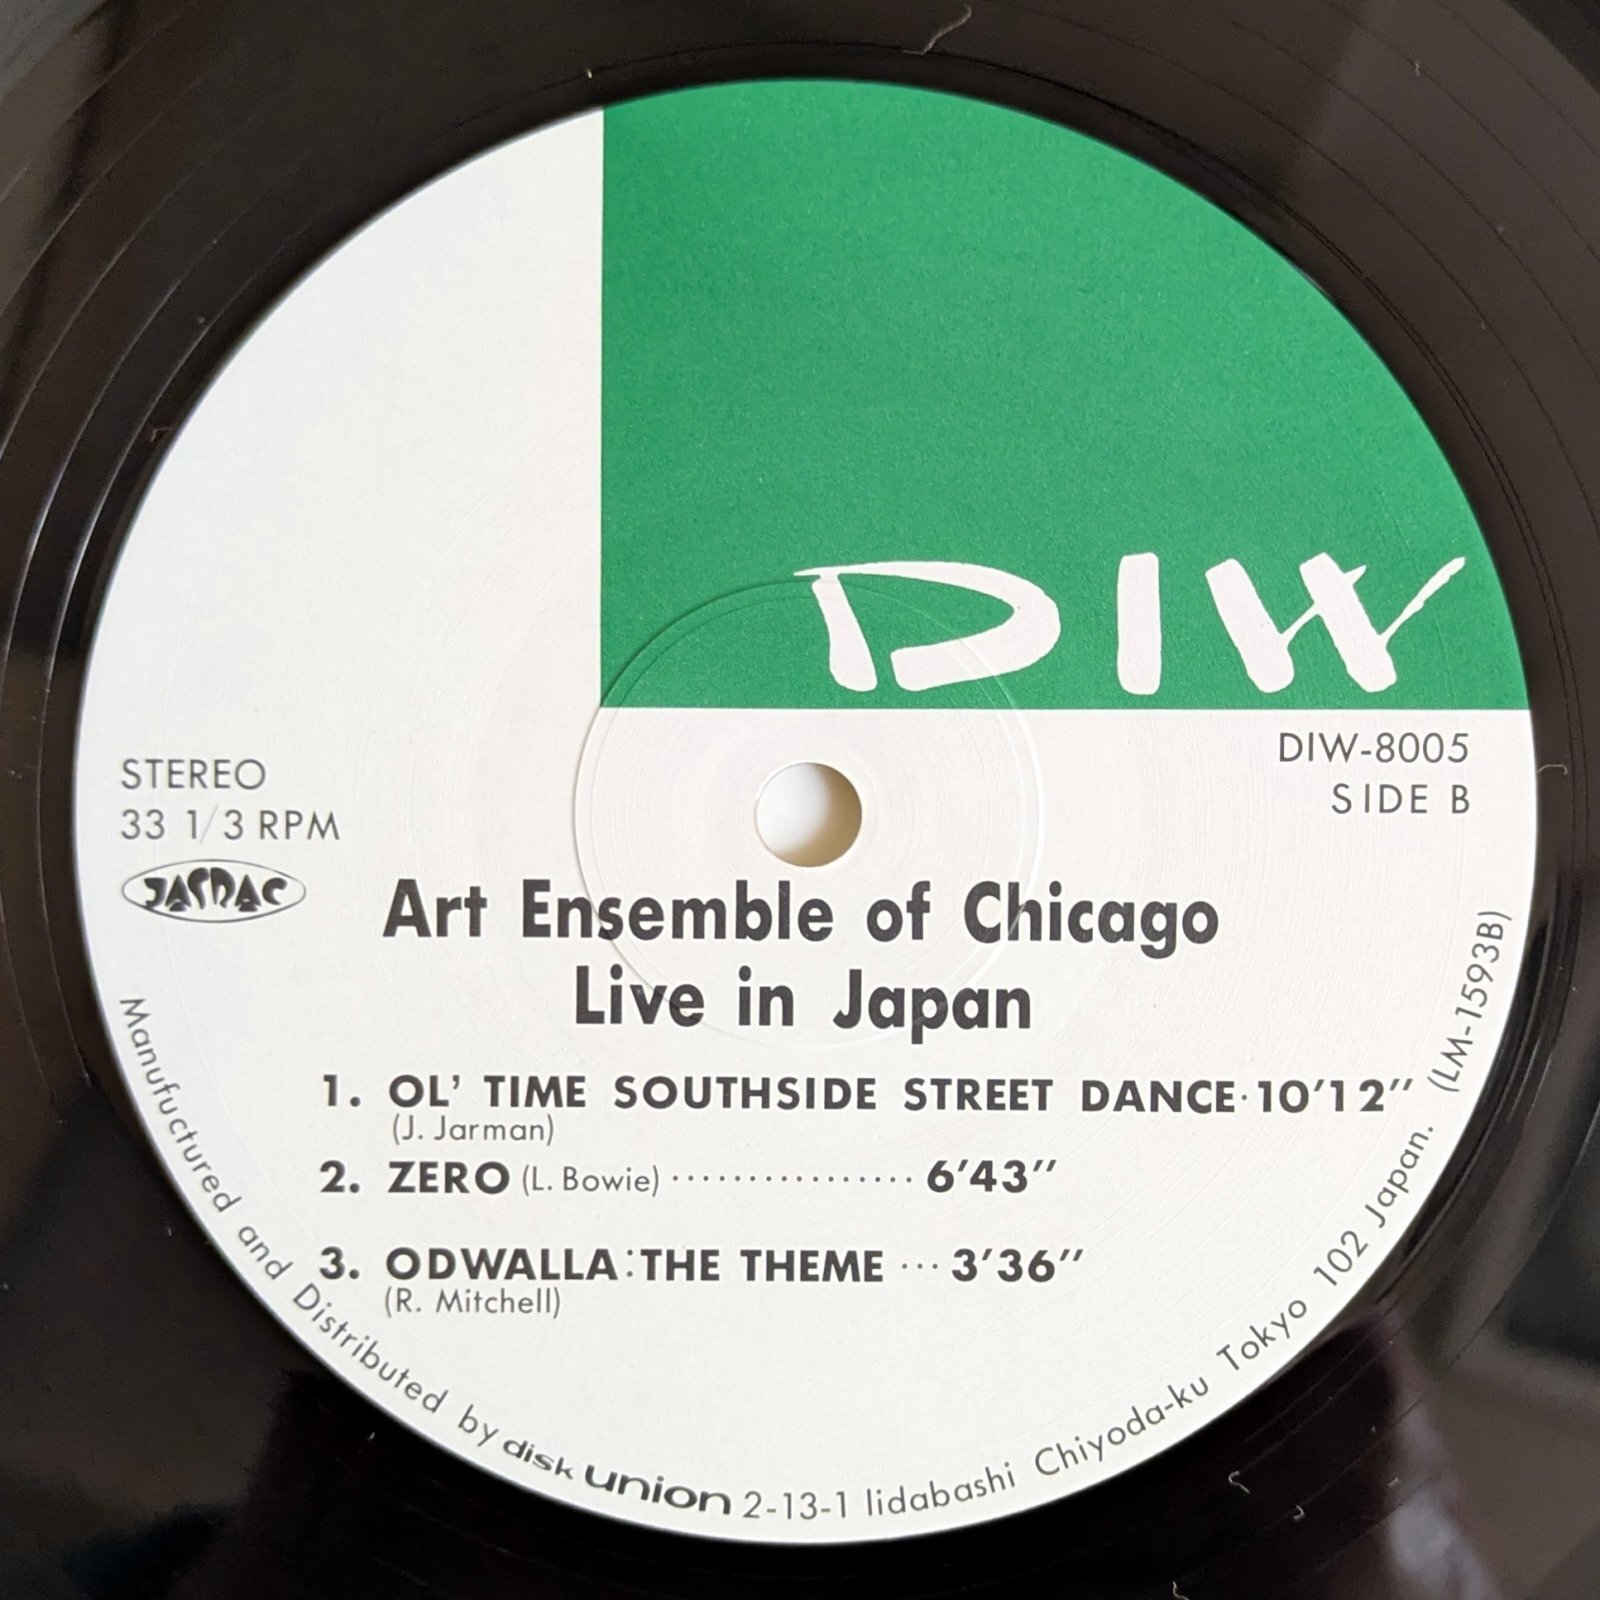 DIW
DIW-8005
SIDE B
STEREO
33 1/3 RPM
JASRAC
Art Ensemble of Chicago
Live in Japan
1. OL' TIME SOUTHSIDE STREET DANCE·10'12"
(J. Jarman)
2. ZERO (L. Bowie) ················ 6'43"
3. ODWALLA:THE THEME ··· 3'36"
(R. Mitchell)
Manufuctured and Distributed by disk union 2-13-1 Iidabashi Chiyoda-ku Tokyo 102 Japan. (LM-1593B)